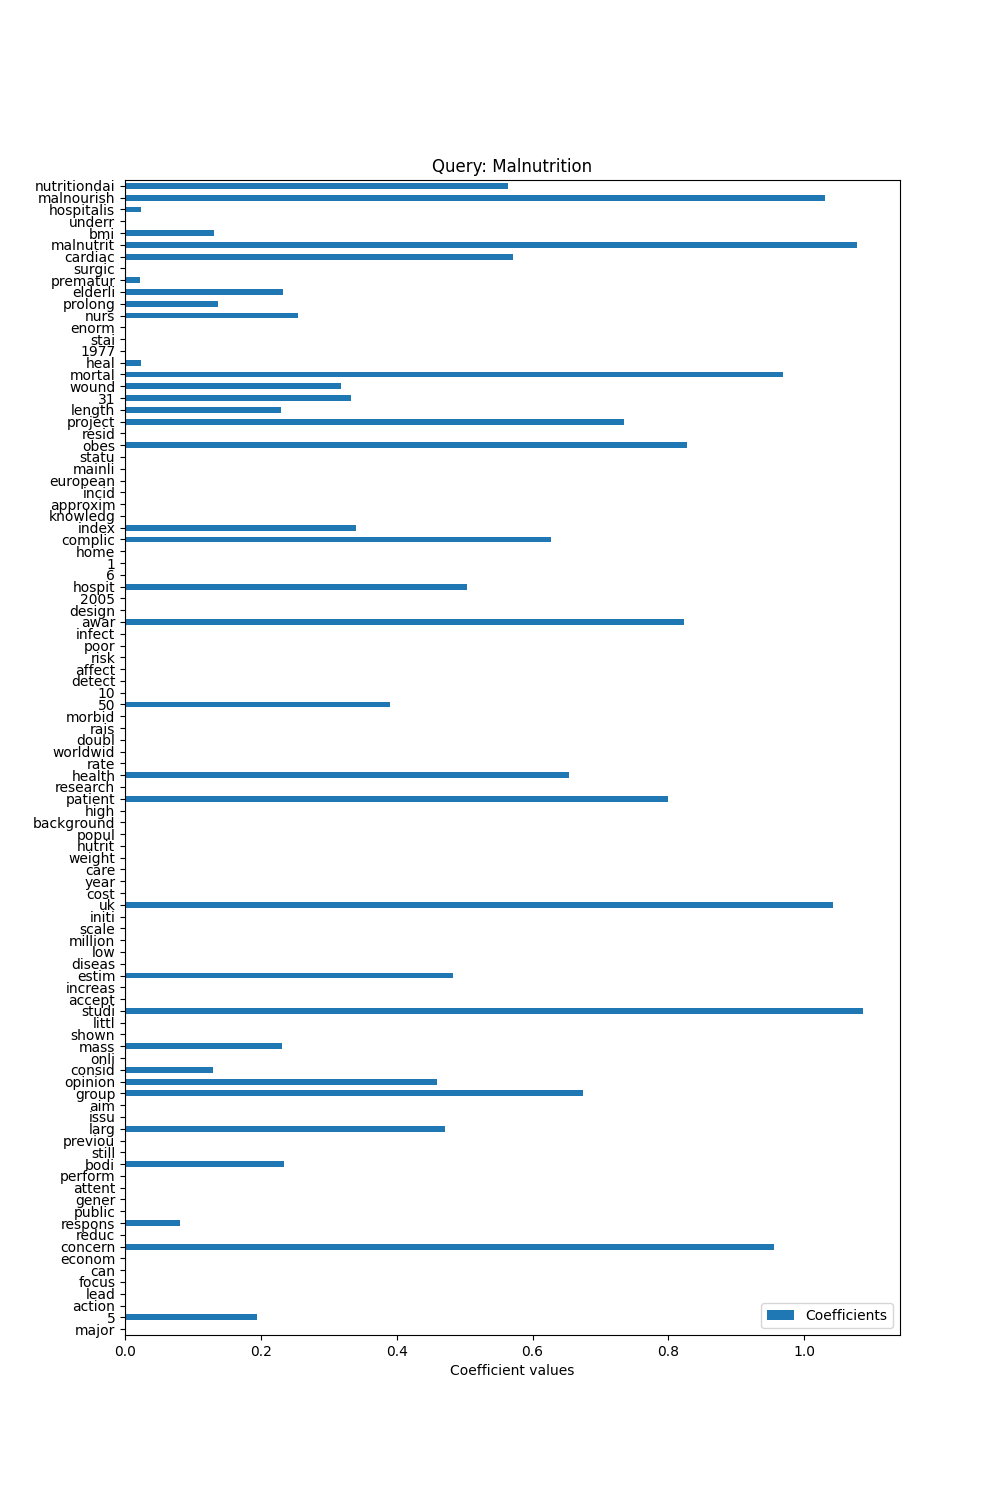 Query: Malnutrition
nutritiondai
malnourish
hospitalis
underr
bmi
malnutrit
cardiac
surgic
prematur
elderli
prolong
nurs
enorm
stai
1977
heal
mortal
wound
31
length
project
resid
obes
statu
mainli
european
incid
approxim
knowledg
index
complic
home
1
6
hospit
2005
design
awar
infect
poor
risk
affect
detect
10
50
morbid
rais
doubl
worldwid
rate
health
research
patient
high
background
popul
nutrit
weight
care
year
cost
uk
initi
scale
million
low
diseas
estim
increas
accept
studi
littl
shown
mass
onli
consid
opinion
group
aim
issu
larg
previou
still
bodi
perform
attent
gener
public
respons
reduc
concern
econom
can
focus
lead
action
5
major
Coefficients
0.0 0.2 0.4 0.6 0.8 1.0
Coefficient values